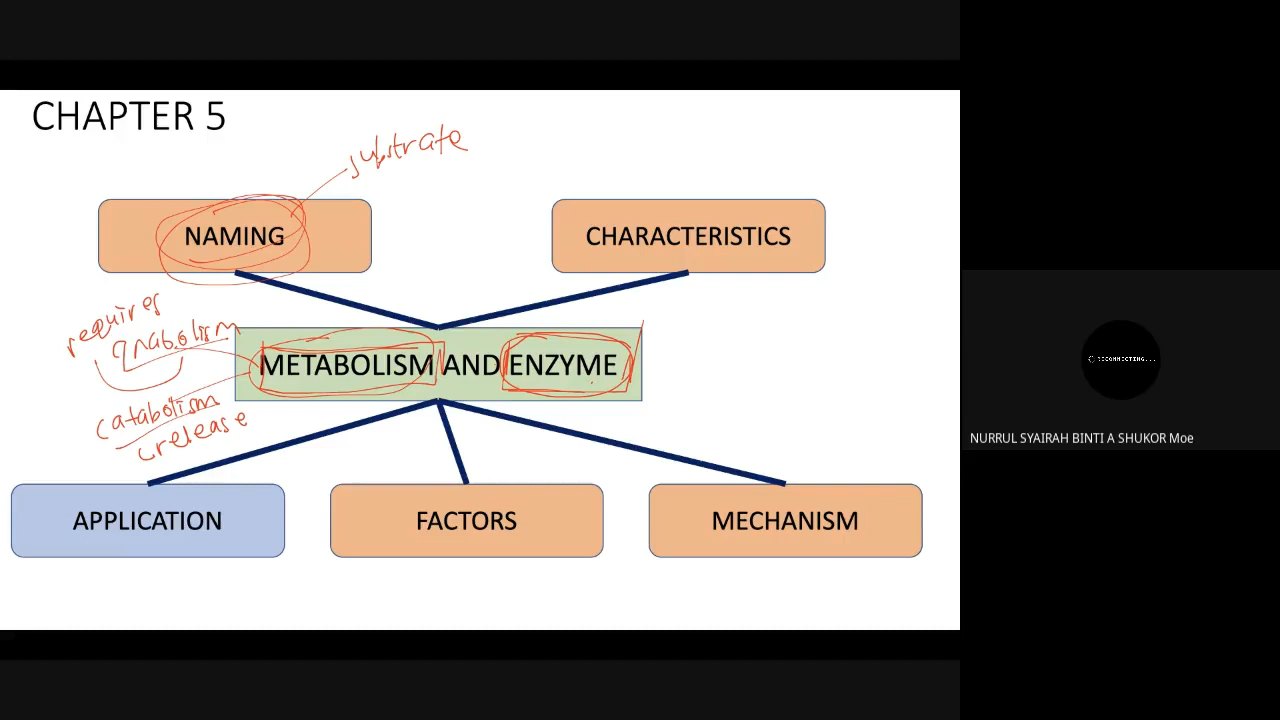 CHAPTER 5
substrate
NAMING
CHARACTERISTICS
requires
anabolism
METABOLISM AND ENZYME
catabolism
release
RECONNECTING...
NURRUL SYAIRAH BINTI A SHUKOR Moe
APPLICATION
FACTORS
MECHANISM